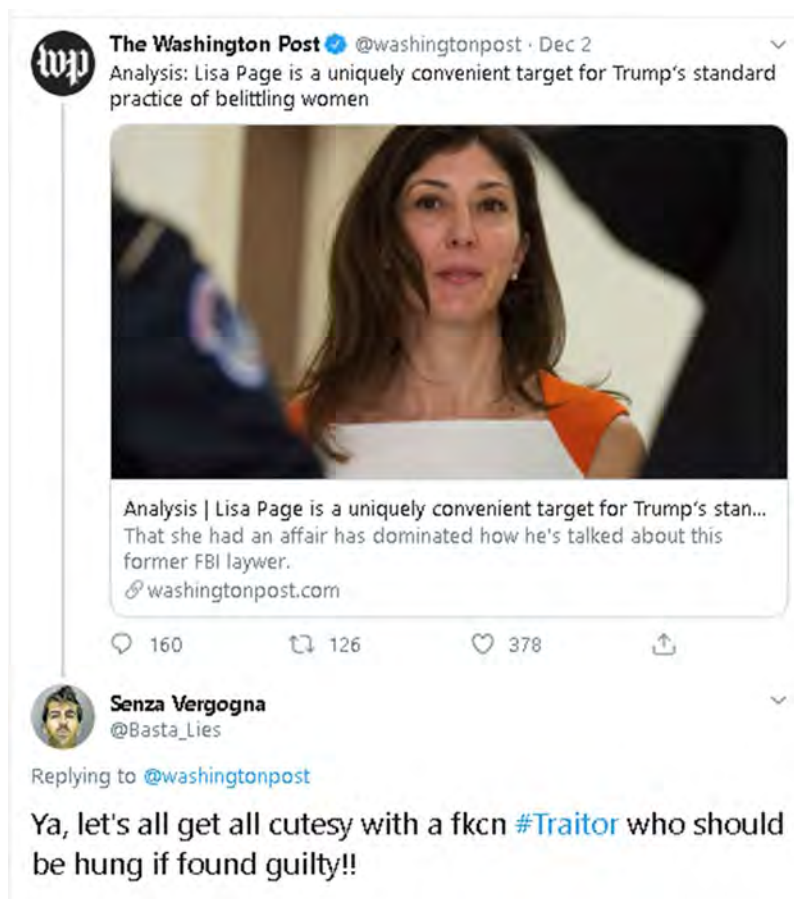 wp
The Washington Post @washingtonpost · Dec 2
Analysis: Lisa Page is a uniquely convenient target for Trump's standard
practice of belittling women
Analysis | Lisa Page is a uniquely convenient target for Trump's stan...
That she had an affair has dominated how he's talked about this
former FBI laywer.
washingtonpost.com
160 126 378
Senza Vergogna
@Basta_Lies
Replying to @washingtonpost
Ya, let's all get all cutesy with a fkcn #Traitor who should
be hung if found guilty!!